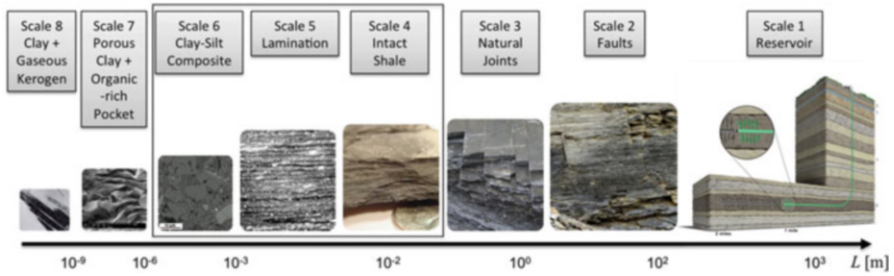 Scale 8
Clay +
Gaseous
Kerogen
Scale 7
Porous
Clay +
Organic
-rich
Pocket
Scale 6
Clay-Silt
Composite
Scale 5
Lamination
Scale 4
Intact
Shale
Scale 3
Natural
Joints
Scale 2
Faults
Scale 1
Reservoir
10⁻⁹ 10⁻⁶ 10⁻³ 10⁻² 10⁰ 10² 10³ L [m]